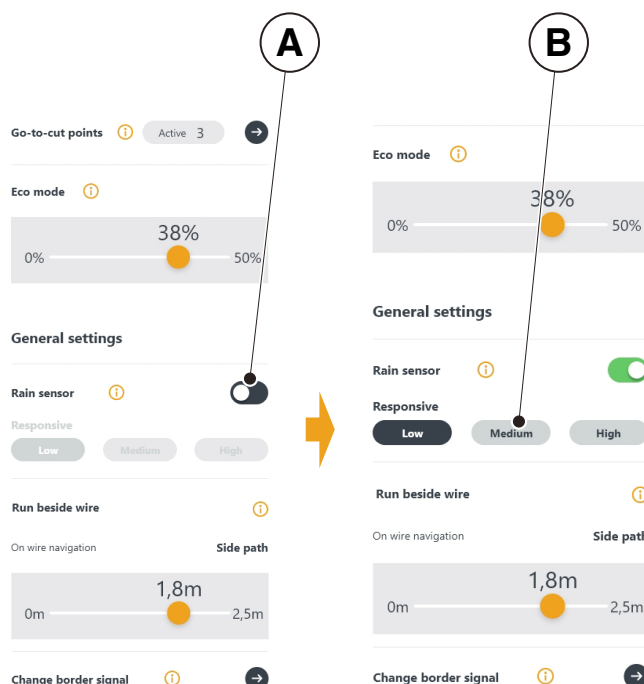 A
Go-to-cut points Active 3
Eco mode
38%
0% 50%
General settings
Rain sensor
Responsive
Low Medium High
Run beside wire
On wire navigation Side path
1,8m
0m 2,5m
Change border signal
B
Eco mode
38%
0% 50%
General settings
Rain sensor
Responsive
Low Medium High
Run beside wire
On wire navigation Side path
1,8m
0m 2,5m
Change border signal